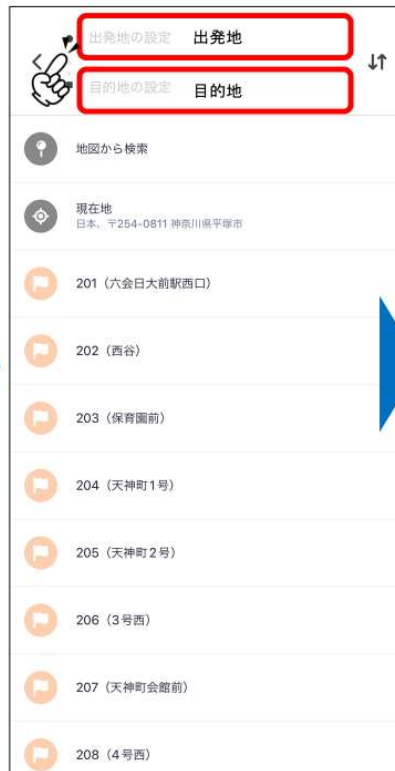 出発地の設定 出発地
目的地の設定 目的地
地図から検索
現在地
日本、〒254-0811 神奈川県平塚市
201（六会日大前駅西口）
202（西谷）
203（保育園前）
204（天神町1号）
205（天神町2号）
206（3号西）
207（天神町会館前）
208（4号西）